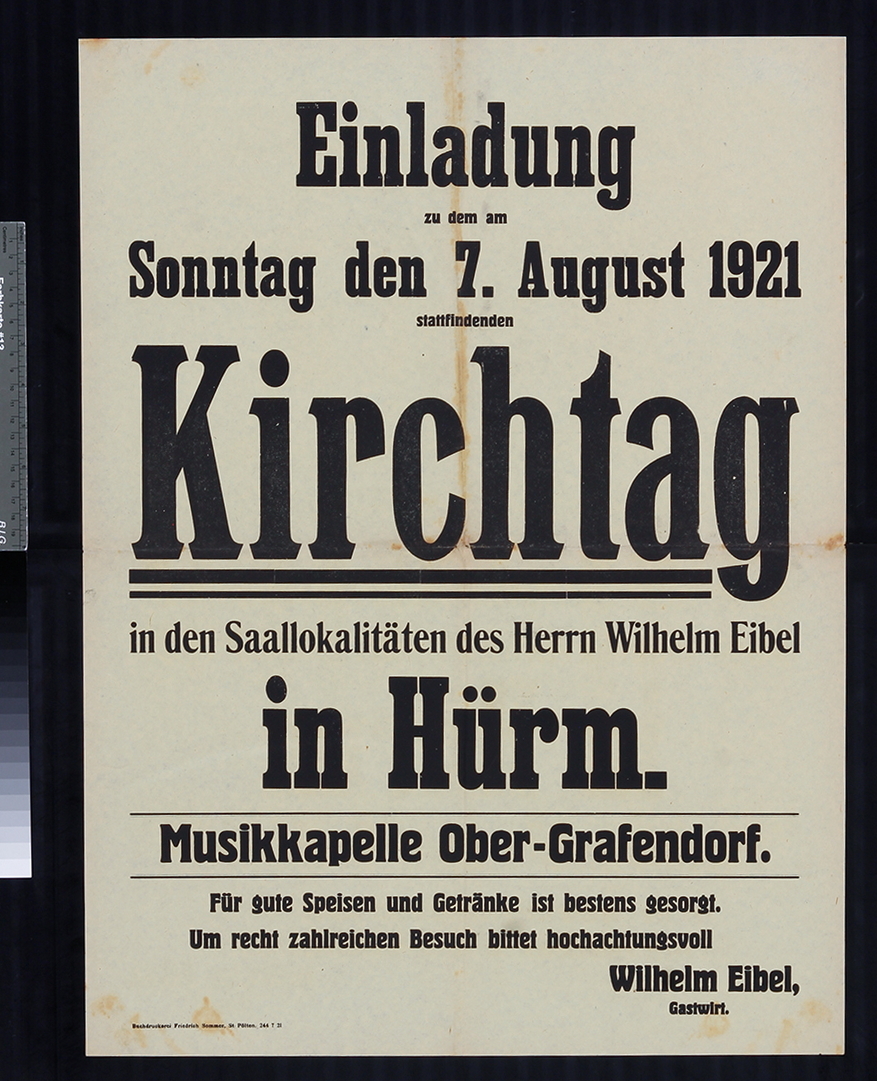 Einladung
zu dem am
Sonntag den 7. August 1921
stattfindenden
Kirchtag
in den Saallokalitäten des Herrn Wilhelm Eibel
in Hürm.
Musikkapelle Ober-Grafendorf.
Für gute Speisen und Getränke ist bestens gesorgt.
Um recht zahlreichen Besuch bittet hochachtungsvoll
Wilhelm Eibel,
Gastwirt.
Buchdruckerei Friedrich Sommer, St. Pölten. 244 7 21